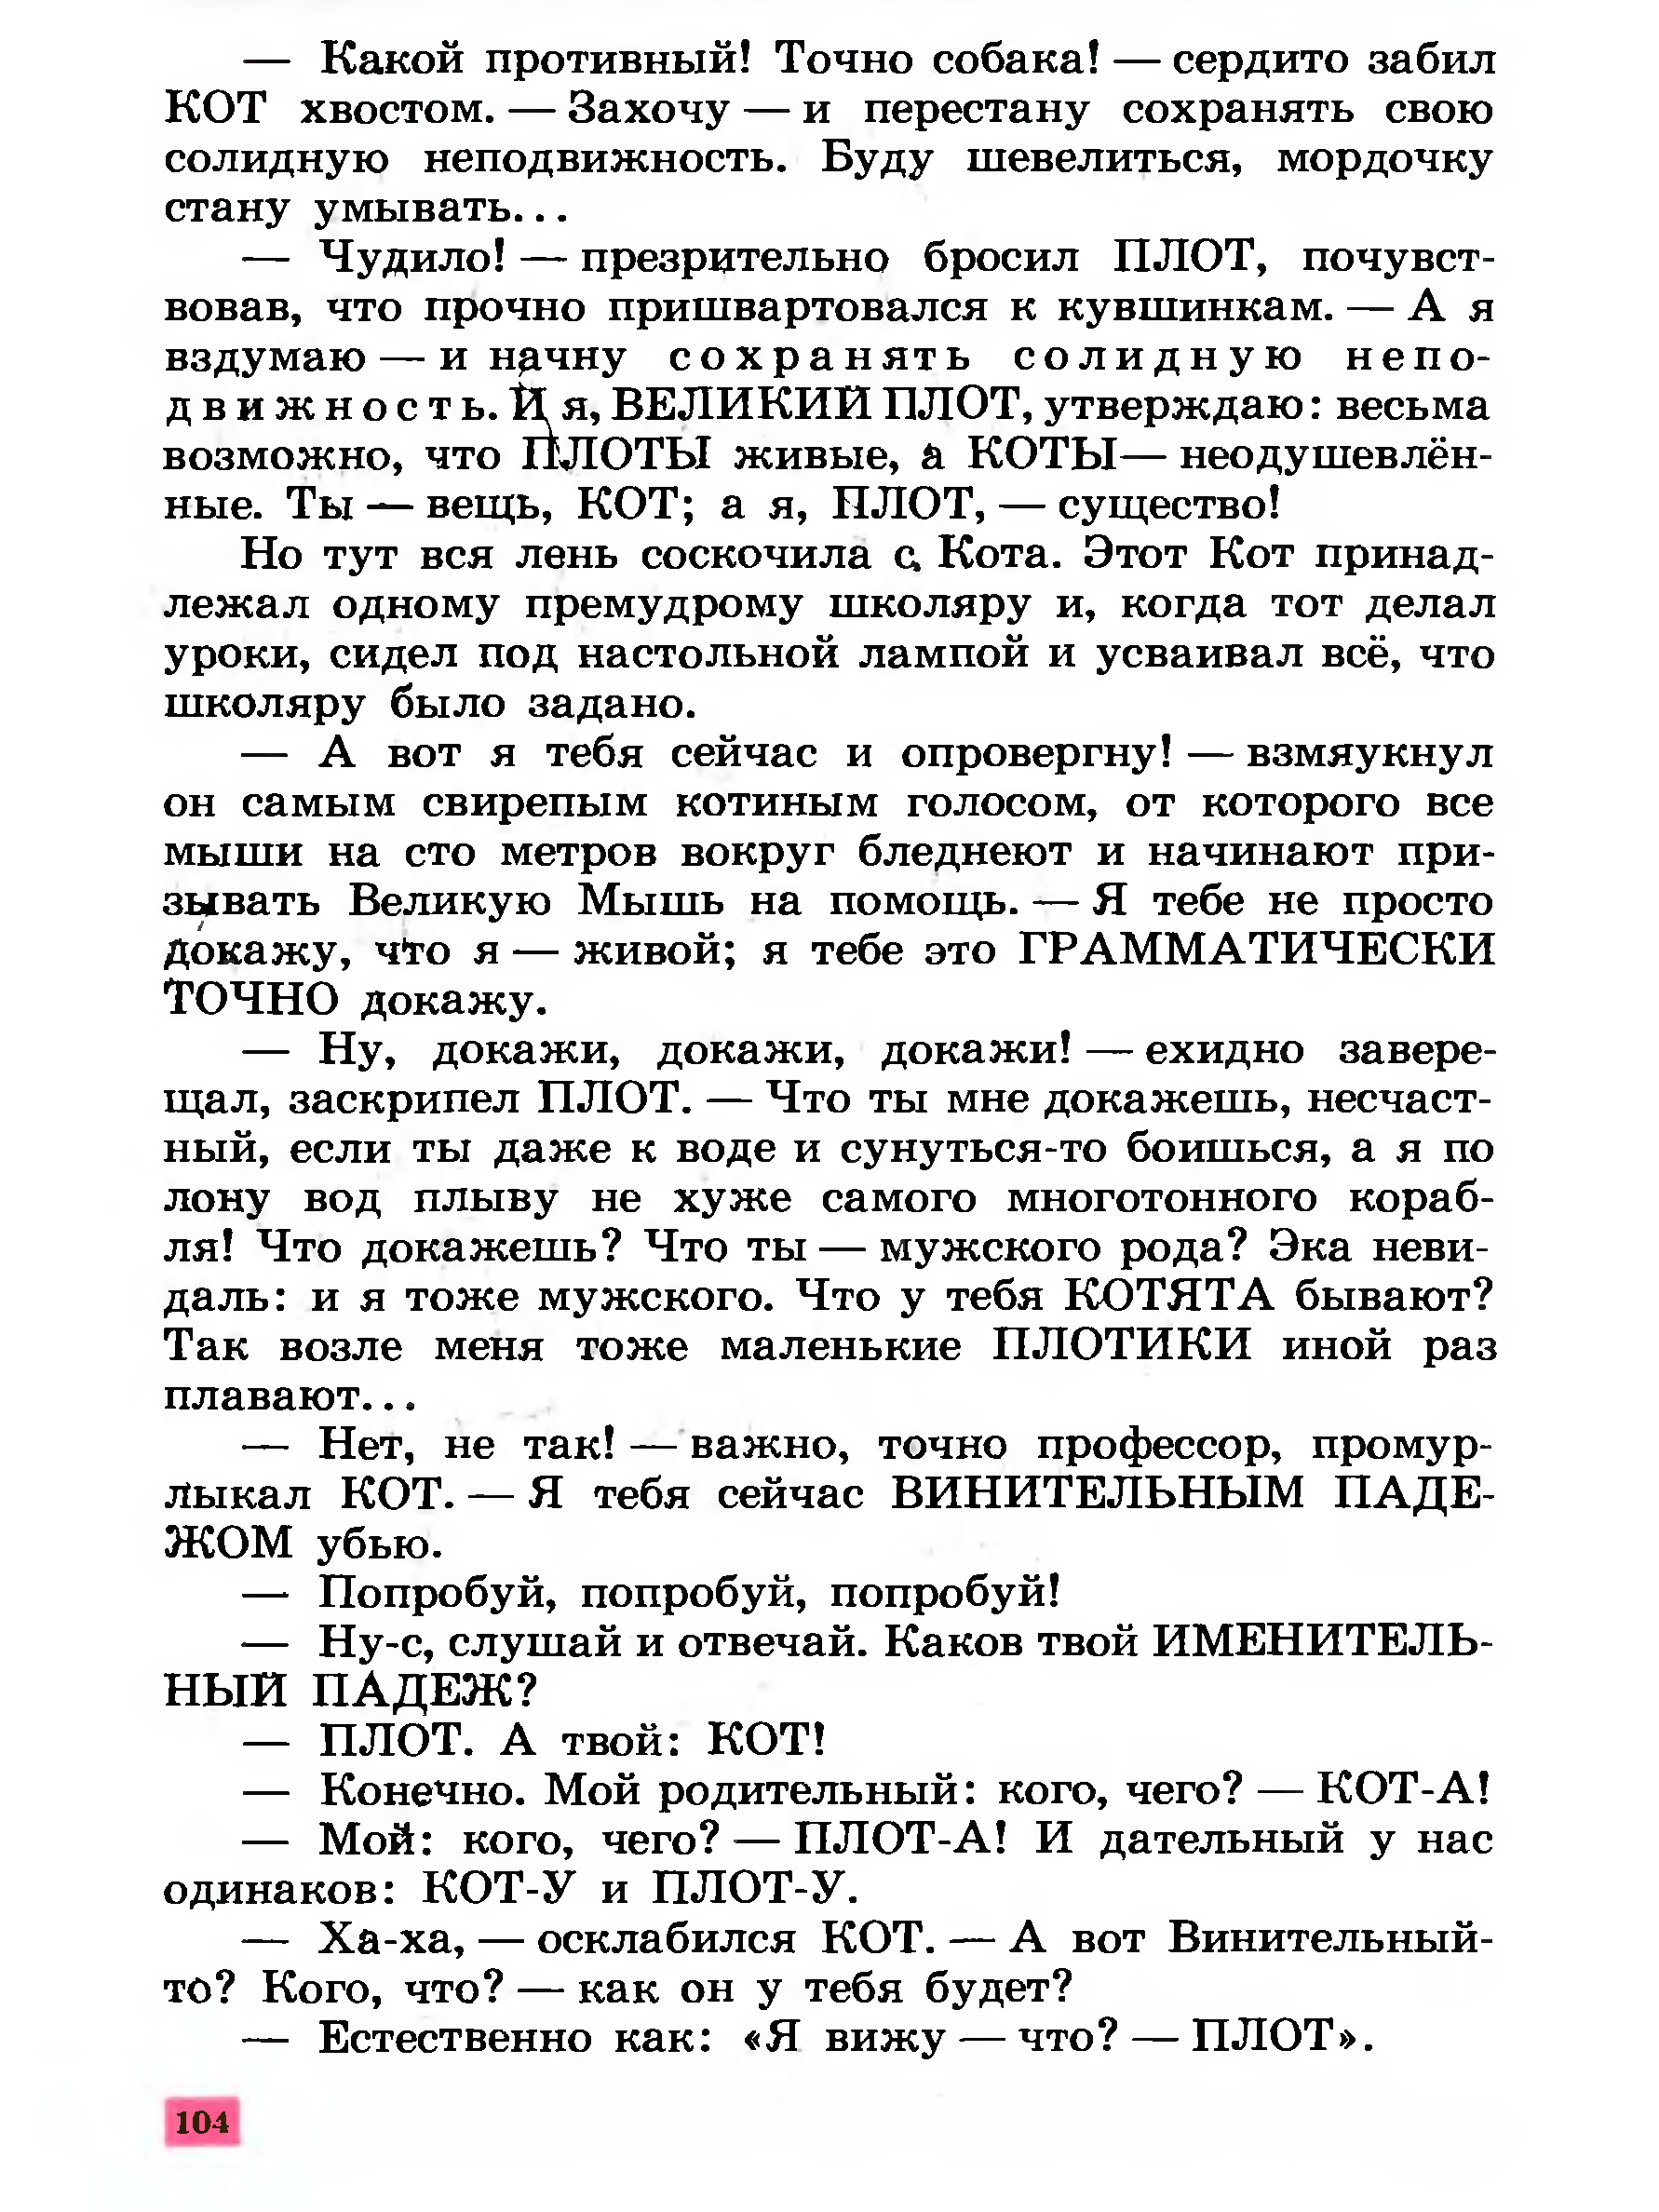 — Какой противный! Точно собака! — сердито забил
КОТ хвостом. — Захочу — и перестану сохранять свою
солидную неподвижность. Буду шевелиться, мордочку
стану умывать...
— Чудило! — презрительно бросил ПЛОТ, почувст-
вовав, что прочно пришвартовался к кувшинкам. — А я
вздумаю — и начну сохранять солидную непо-
движность. И я, ВЕЛИКИЙ ПЛОТ, утверждаю: весьма
возможно, что ПЛОТЫ живые, а КОТЫ — неодушевлён-
ные. Ты — вещь, КОТ; а я, ПЛОТ, — существо!
Но тут вся лень соскочила с Кота. Этот Кот принад-
лежал одному премудрому школяру и, когда тот делал
уроки, сидел под настольной лампой и усваивал всё, что
школяру было задано.
— А вот я тебя сейчас и опровергну! — взмяукнул
он самым свирепым котиным голосом, от которого все
мыши на сто метров вокруг бледнеют и начинают при-
зывать Великую Мышь на помощь. — Я тебе не просто
докажу, что я — живой; я тебе это ГРАММАТИЧЕСКИ
ТОЧНО докажу.
— Ну, докажи, докажи, докажи! — ехидно завере-
щал, заскрипел ПЛОТ. — Что ты мне докажешь, несчаст-
ный, если ты даже к воде и сунуться-то боишься, а я по
лону вод плыву не хуже самого многотонного кораб-
ля! Что докажешь? Что ты — мужского рода? Эка неви-
даль: и я тоже мужского. Что у тебя КОТЯТА бывают?
Так возле меня тоже маленькие ПЛОТИКИ иной раз
плавают...
— Нет, не так! — важно, точно профессор, промур-
лыкал КОТ. — Я тебя сейчас ВИНИТЕЛЬНЫМ ПАДЕ-
ЖОМ убью.
— Попробуй, попробуй, попробуй!
— Ну-с, слушай и отвечай. Каков твой ИМЕНИТЕЛЬ-
НЫЙ ПАДЕЖ?
— ПЛОТ. А твой: КОТ!
— Конечно. Мой родительный: кого, чего? — КОТ-А!
— Мой: кого, чего? — ПЛОТ-А! И дательный у нас
одинаков: КОТ-У и ПЛОТ-У.
— Ха-ха, — осклабился КОТ. — А вот Винительный-
то? Кого, что? — как он у тебя будет?
— Естественно как: «Я вижу — что? — ПЛОТ».
104